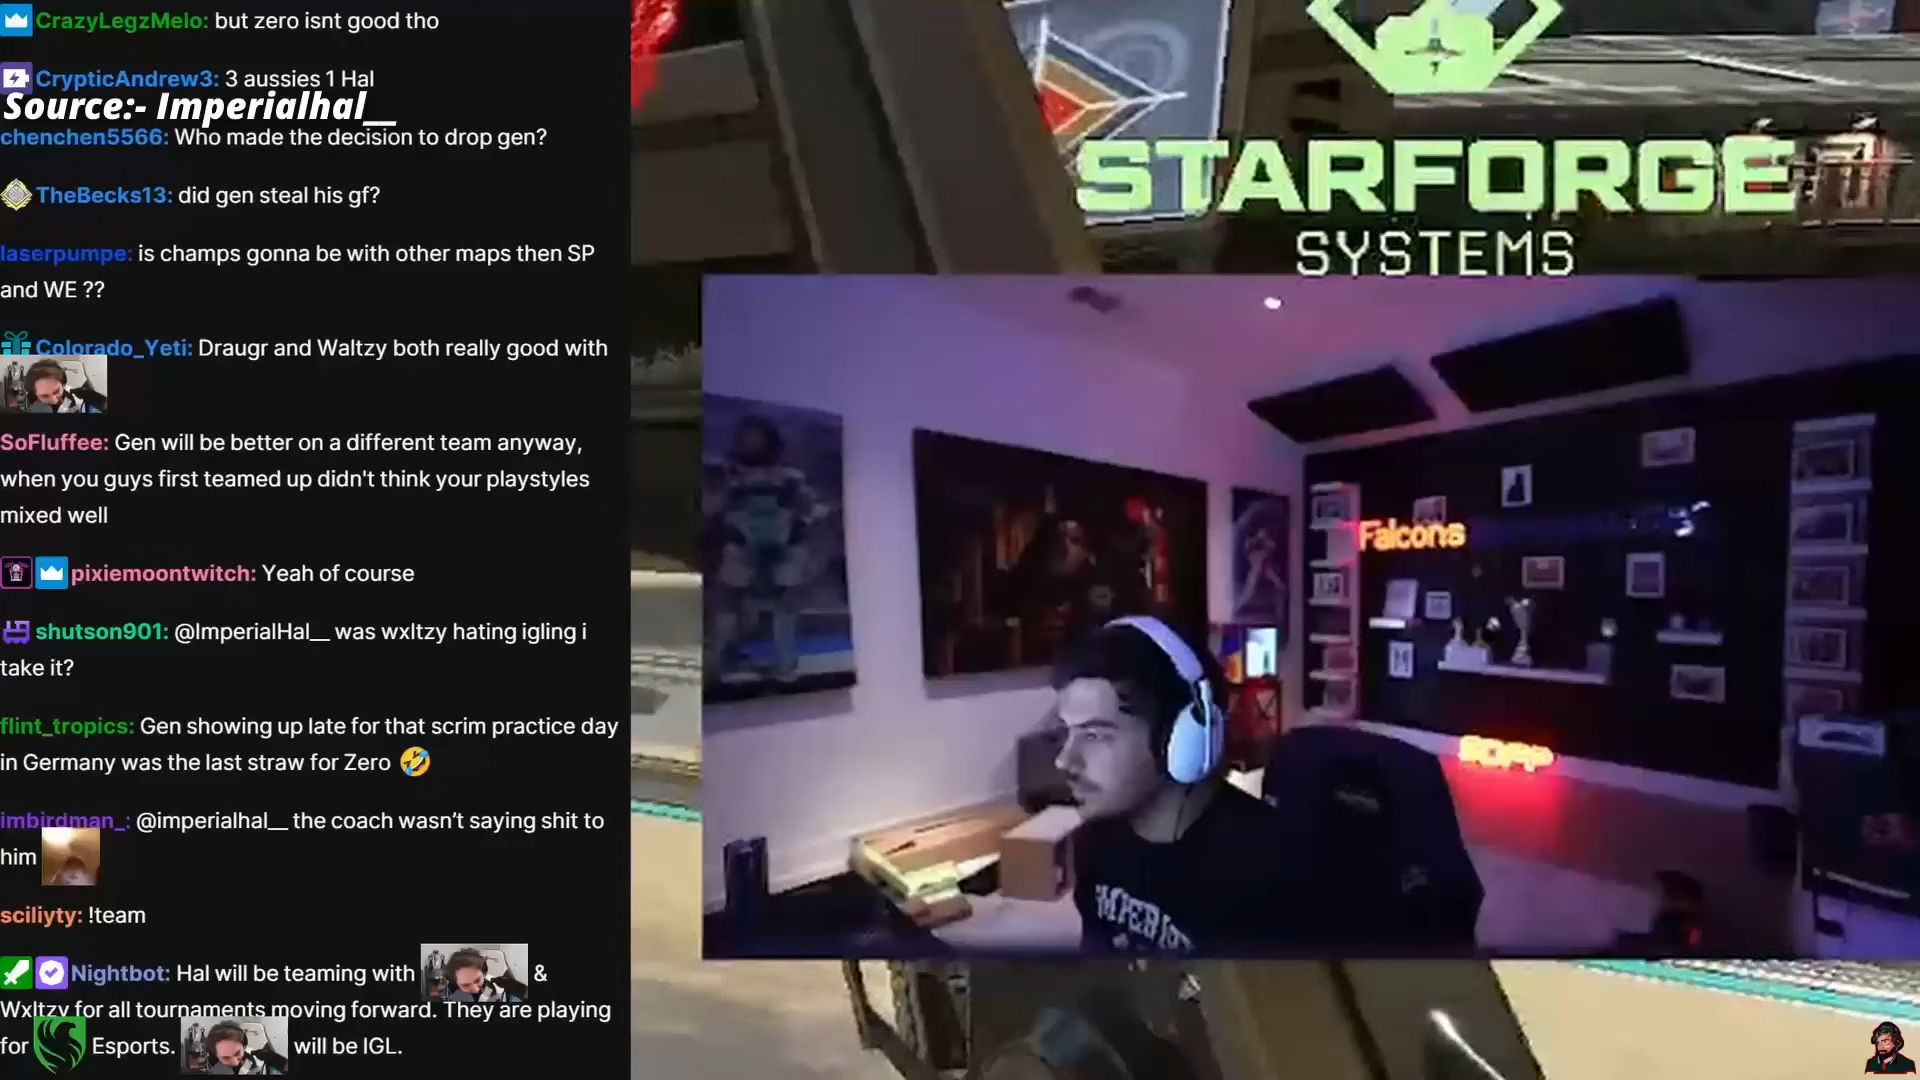 CrazyLegzMelo: but zero isnt good tho
CrypticAndrew3: 3 aussies 1 Hal
Source:- Imperialhal__
chenchen5566: Who made the decision to drop gen?
TheBecks13: did gen steal his gf?
laserpumpe: is champs gonna be with other maps then SP
and WE ??
Colorado_Yeti: Draugr and Waltzy both really good with
SoFluffee: Gen will be better on a different team anyway,
when you guys first teamed up didn't think your playstyles
mixed well
pixiemoontwitch: Yeah of course
shutson901: @ImperialHal__ was wxltzy hating igling i
take it?
flint_tropics: Gen showing up late for that scrim practice day
in Germany was the last straw for Zero 🤣
imbirdman_: @imperialhal__ the coach wasn’t saying shit to
him
sciliyty: !team
Nightbot: Hal will be teaming with &
Wxltzy for all tournaments moving forward. They are playing
for Esports. will be IGL.
STARFORGE
SYSTEMS
Falcons